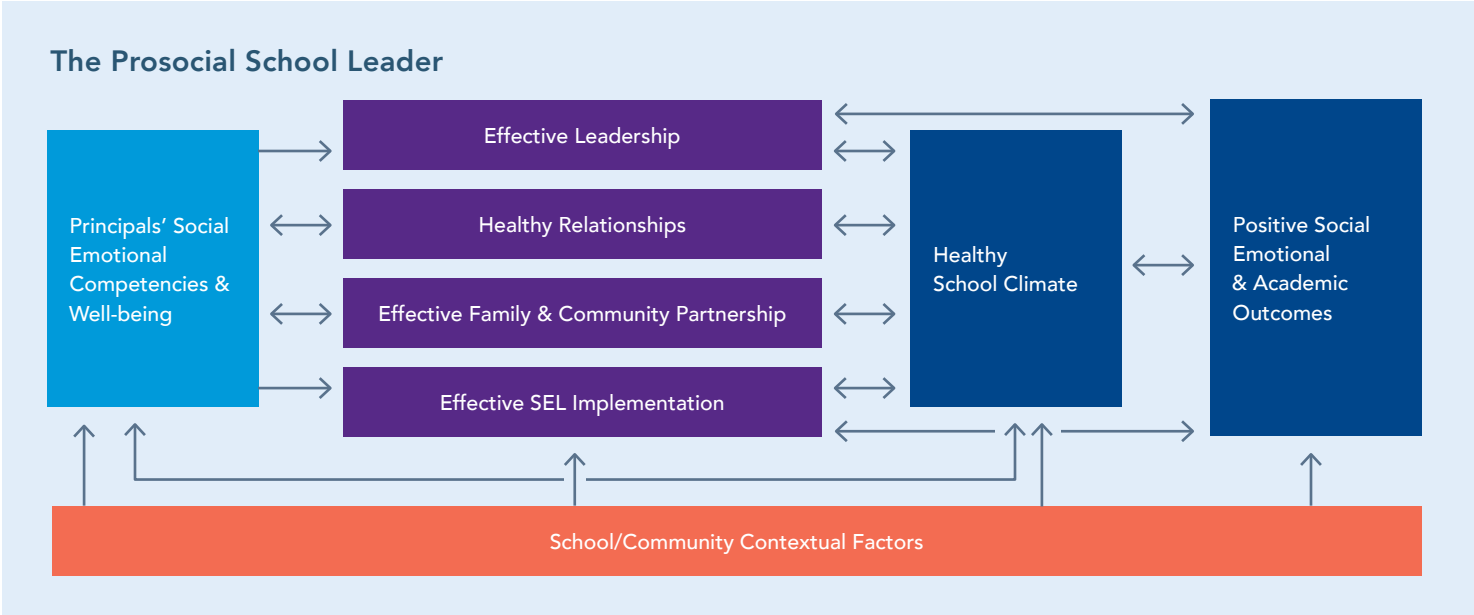 The Prosocial School Leader
Principals’ Social
Emotional
Competencies &
Well-being
Effective Leadership
Healthy Relationships
Effective Family & Community Partnership
Effective SEL Implementation
Healthy
School Climate
Positive Social
Emotional
& Academic
Outcomes
School/Community Contextual Factors